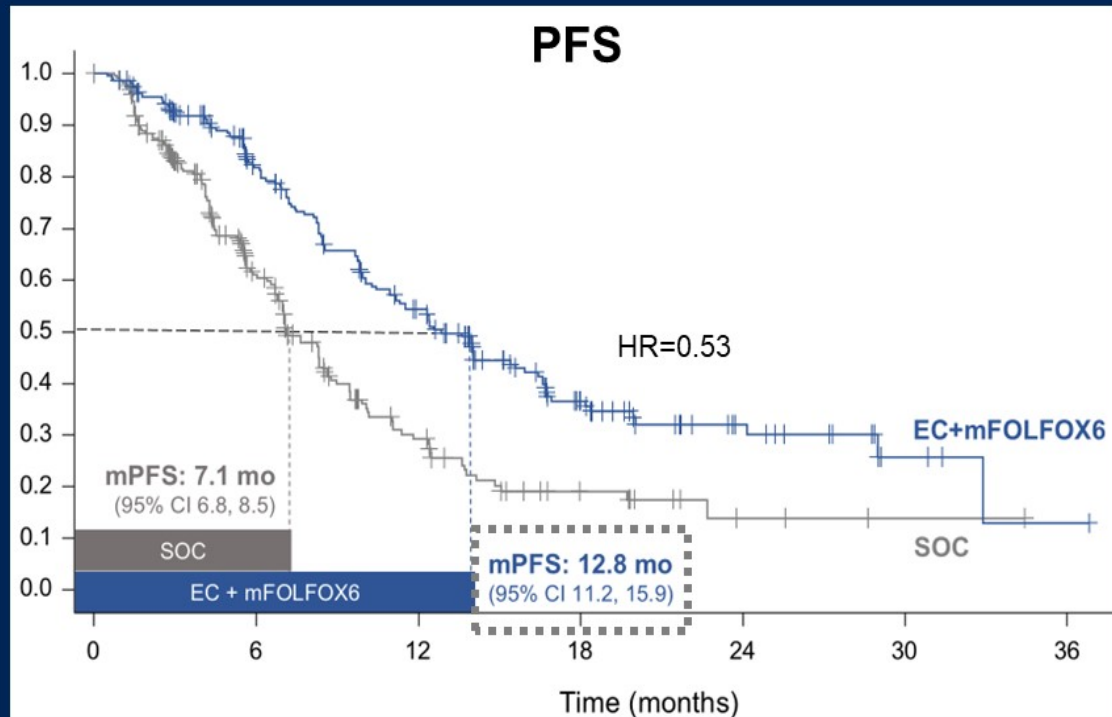 PFS
1.0
0.9
0.8
0.7
0.6
0.5
0.4
0.3
0.2
0.1
0.0
HR=0.53
EC+mFOLFOX6
mPFS: 7.1 mo
(95% CI 6.8, 8.5)
SOC
SOC
mPFS: 12.8 mo
(95% CI 11.2, 15.9)
EC + mFOLFOX6
0 6 12 18 24 30 36
Time (months)